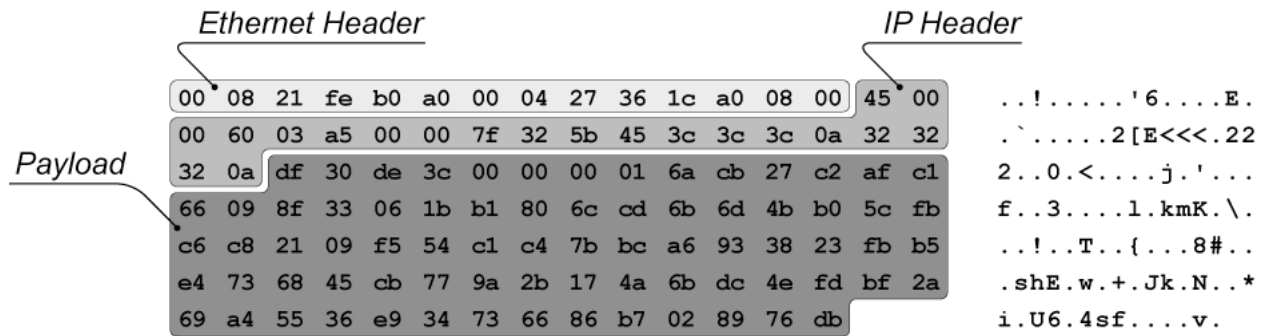 Ethernet Header IP Header
00 08 21 fe b0 a0 00 04 27 36 1c a0 08 00 45 00 ..!.....'6....E.
00 60 03 a5 00 00 7f 32 5b 45 3c 3c 3c 0a 32 32 .`.....2[E<<<.22
Payload 32 0a df 30 de 3c 00 00 00 01 6a cb 27 c2 af c1 2..0.<....j.'...
66 09 8f 33 06 1b b1 80 6c cd 6b 6d 4b b0 5c fb f..3....l.kmK.\.
c6 c8 21 09 f5 54 c1 c4 7b bc a6 93 38 23 fb b5 ..!..T..{...8#..
e4 73 68 45 cb 77 9a 2b 17 4a 6b dc 4e fd bf 2a .shE.w.+.Jk.N..*
69 a4 55 36 e9 34 73 66 86 b7 02 89 76 db i.U6.4sf....v.